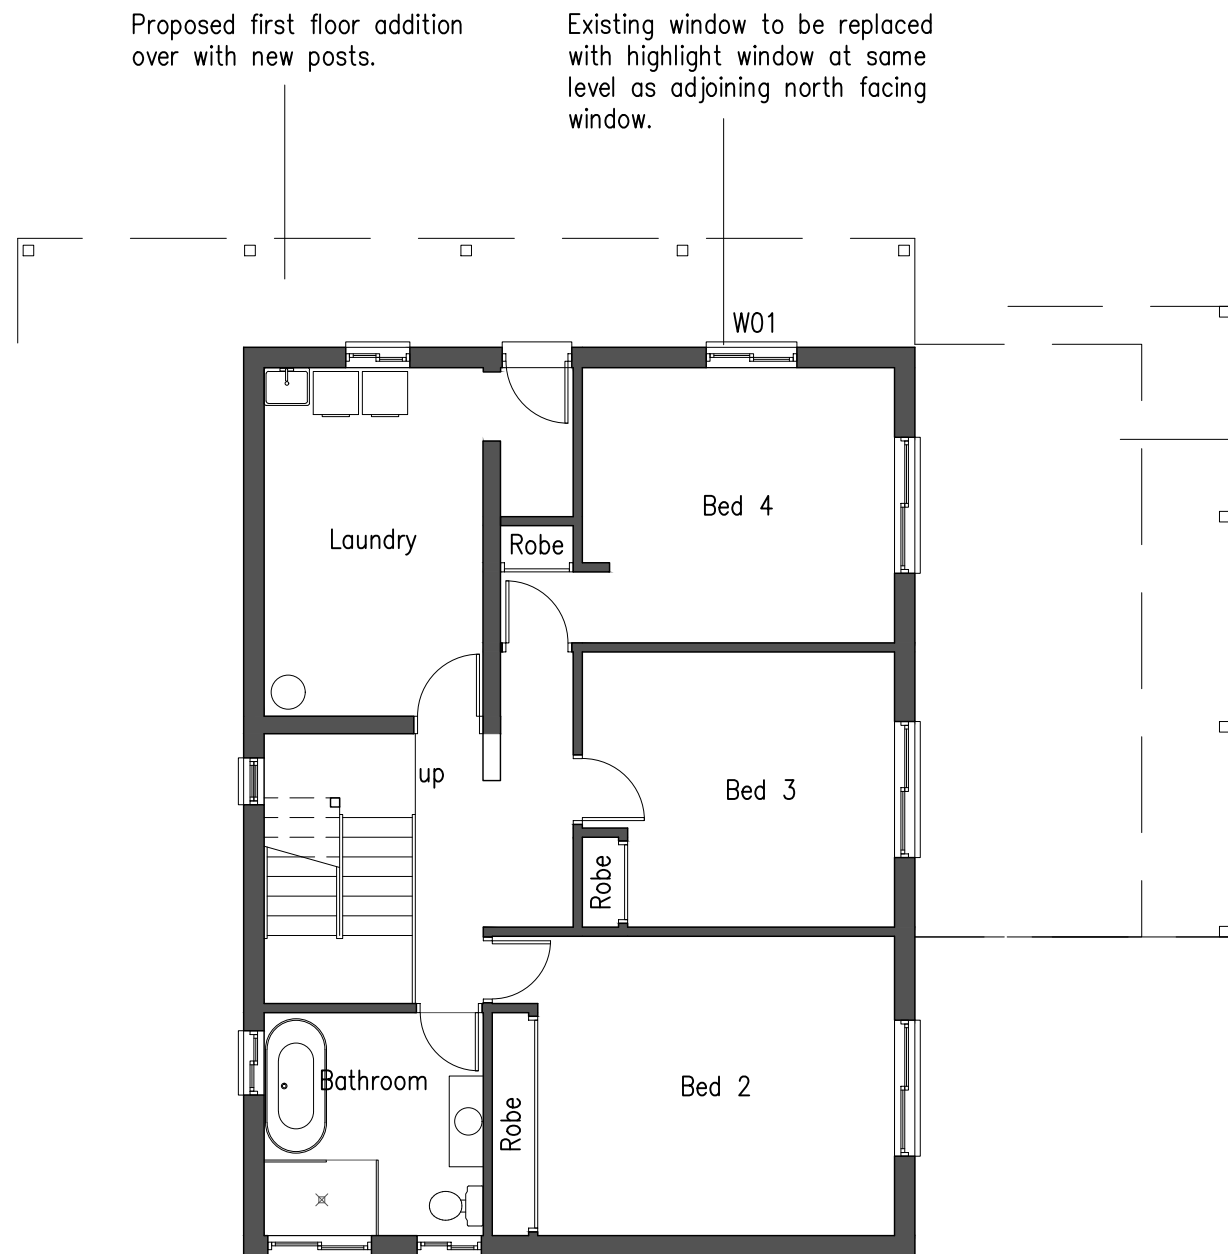 Proposed first floor addition
over with new posts.
Existing window to be replaced
with highlight window at same
level as adjoining north facing
window.
W01
Bed 4
Laundry
Robe
up
Bed 3
Robe
Bathroom
Bed 2
Robe